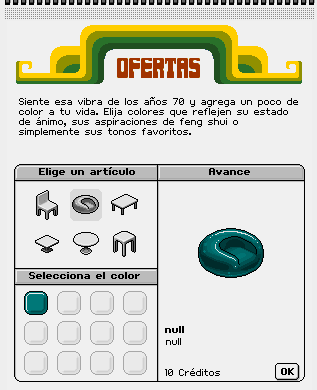 OFERTAS
Siente esa vibra de los años 70 y agrega un poco de
color a tu vida. Elija colores que reflejen su estado
de ánimo, sus aspiraciones de feng shui o
simplemente sus tonos favoritos.
Elige un artículo
Avance
Selecciona el color
null
null
10 Créditos
OK